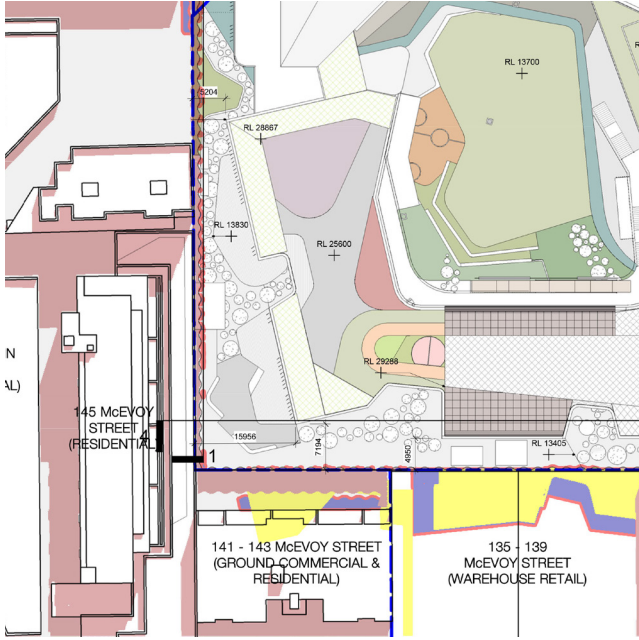 RL 13700
5204
RL 28867
RL 13830
RL 25600
N
AL)
RL 29288
145 McEVOY
STREET
(RESIDENTIAL
4
1
15956
7194
4950
RL 13405
141 - 143 McEVOY STREET
(GROUND COMMERCIAL &
RESIDENTIAL)
135 - 139
McEVOY STREET
(WAREHOUSE RETAIL)